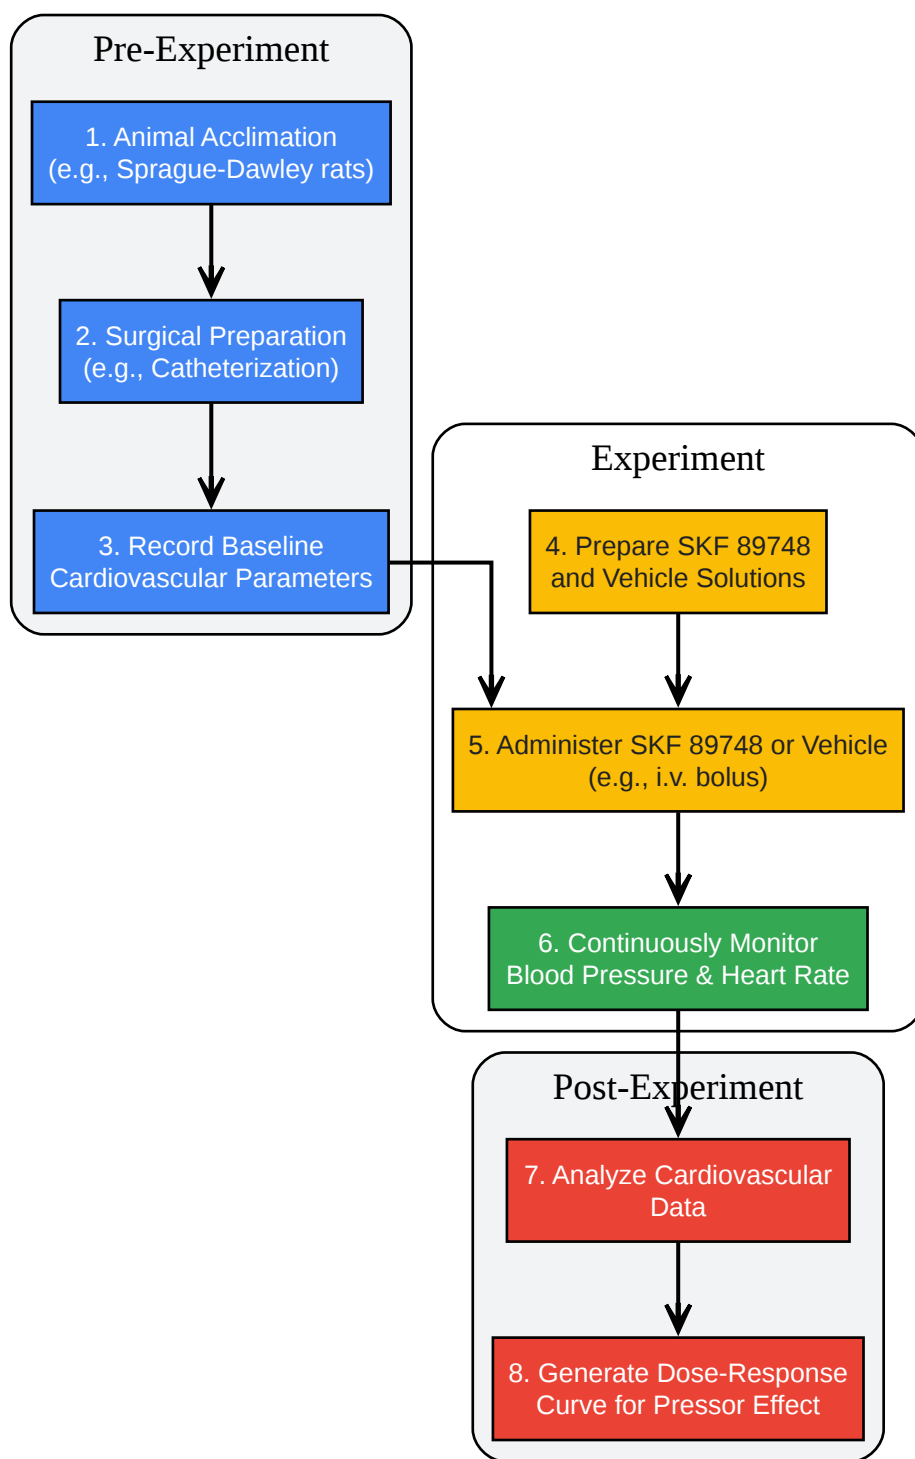 Pre-Experiment
1. Animal Acclimation
(e.g., Sprague-Dawley rats)
2. Surgical Preparation
(e.g., Catheterization)
3. Record Baseline
Cardiovascular Parameters
Experiment
4. Prepare SKF 89748
and Vehicle Solutions
5. Administer SKF 89748 or Vehicle
(e.g., i.v. bolus)
6. Continuously Monitor
Blood Pressure & Heart Rate
Post-Experiment
7. Analyze Cardiovascular
Data
8. Generate Dose-Response
Curve for Pressor Effect